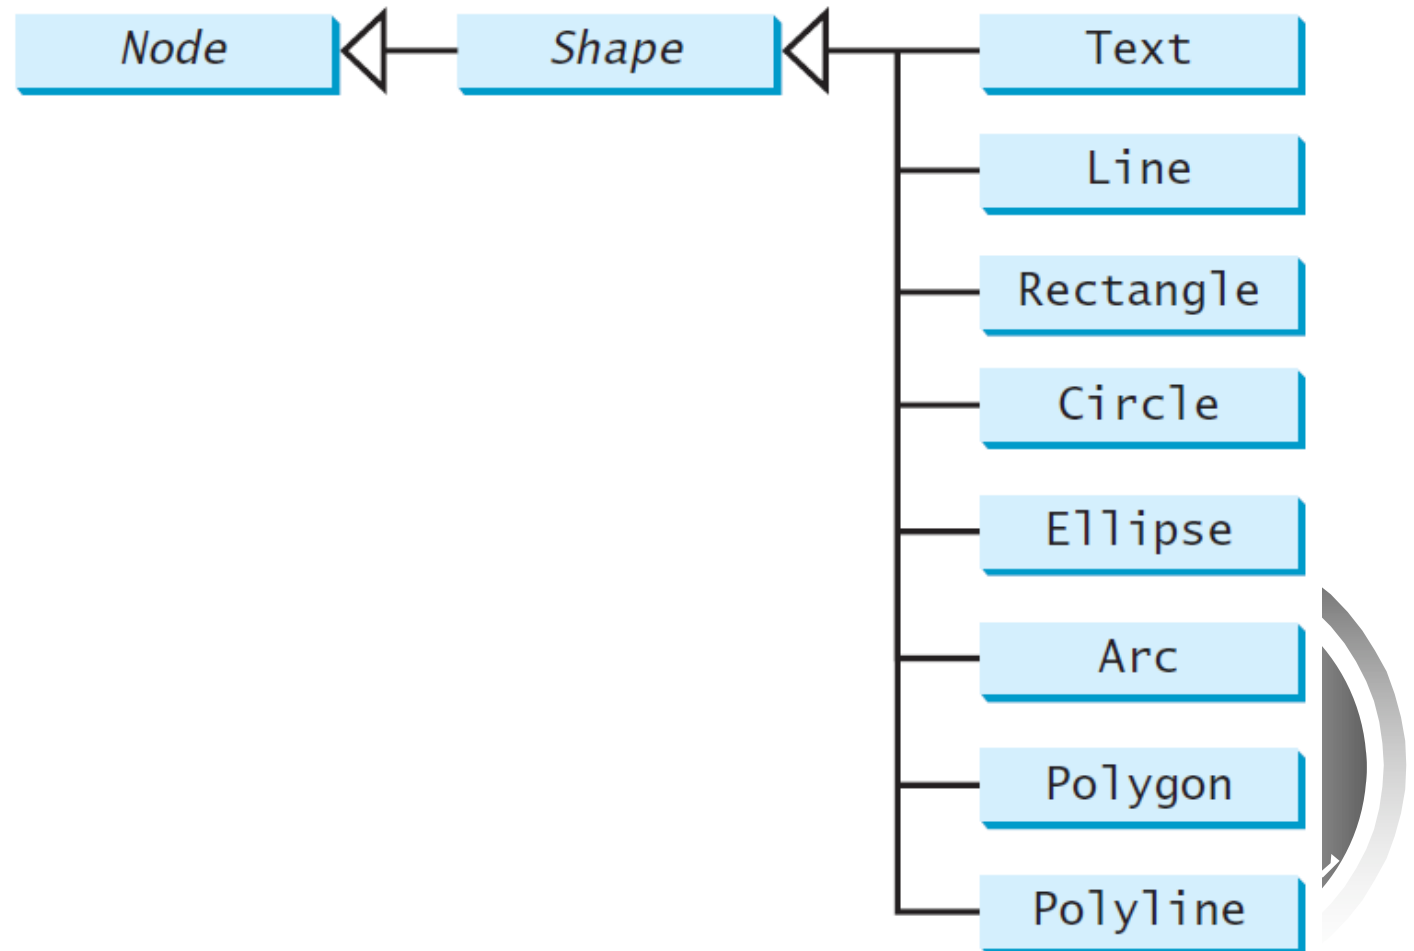 Node
Shape
Text
Line
Rectangle
Circle
Ellipse
Arc
Polygon
Polyline